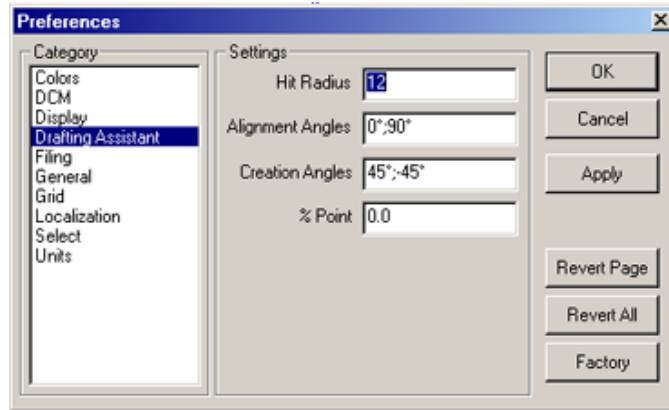 Preferences
Category
Colors
DCM
Display
Drafting Assistant
Filing
General
Grid
Localization
Select
Units
Settings
Hit Radius 12
Alignment Angles 0°;90°
Creation Angles 45°;-45°
% Point 0.0
OK
Cancel
Apply
Revert Page
Revert All
Factory